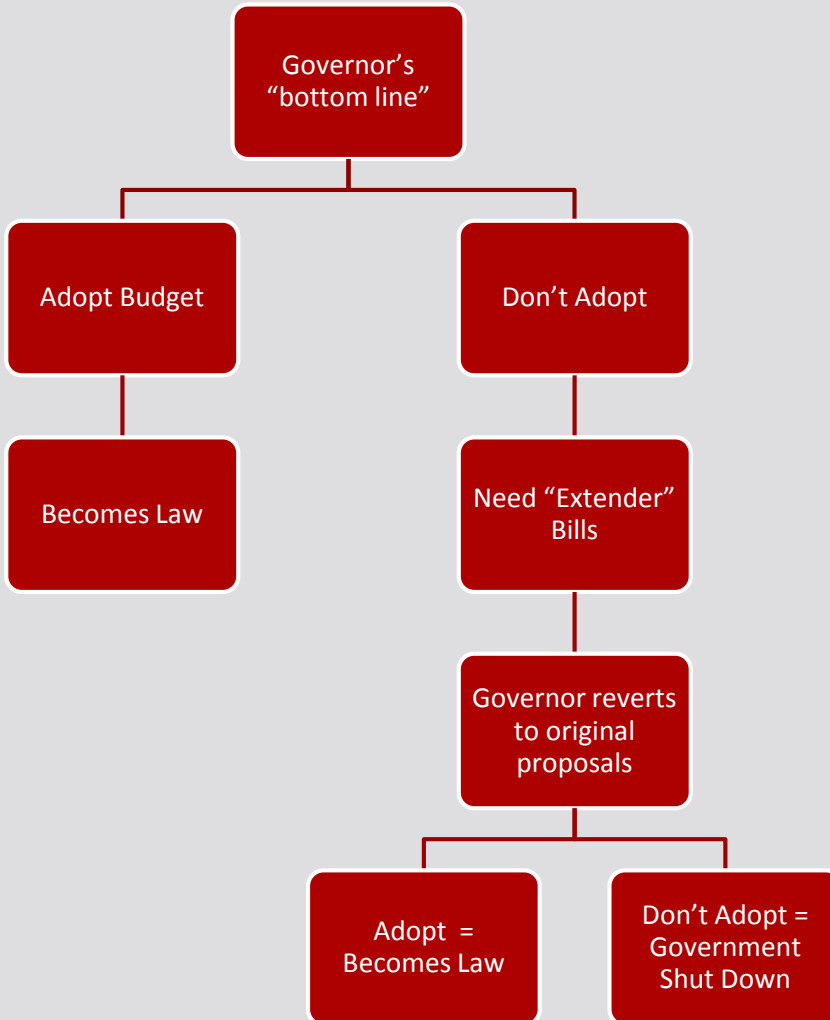 Governor’s
“bottom line”
Adopt Budget
Don’t Adopt
Becomes Law
Need “Extender”
Bills
Governor reverts
to original
proposals
Adopt =
Becomes Law
Don’t Adopt =
Government
Shut Down